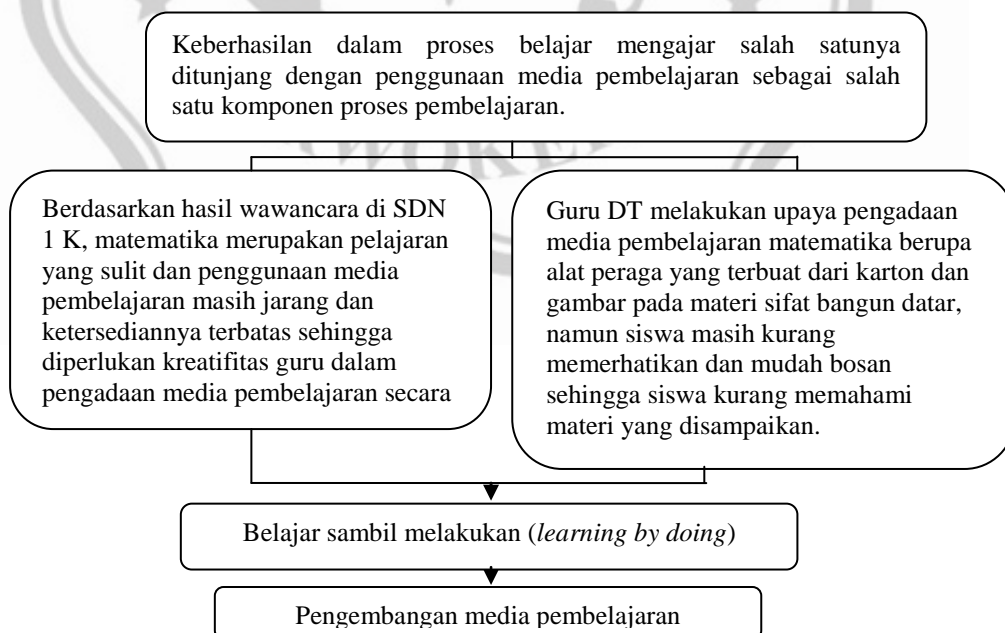 Keberhasilan dalam proses belajar mengajar salah satunya
ditunjang dengan penggunaan media pembelajaran sebagai salah
satu komponen proses pembelajaran.
Berdasarkan hasil wawancara di SDN
1 K, matematika merupakan pelajaran
yang sulit dan penggunaan media
pembelajaran masih jarang dan
ketersediannya terbatas sehingga
diperlukan kreatifitas guru dalam
pengadaan media pembelajaran secara
Guru DT melakukan upaya pengadaan
media pembelajaran matematika berupa
alat peraga yang terbuat dari karton dan
gambar pada materi sifat bangun datar,
namun siswa masih kurang
memerhatikan dan mudah bosan
sehingga siswa kurang memahami
materi yang disampaikan.
Belajar sambil melakukan (learning by doing)
Pengembangan media pembelajaran